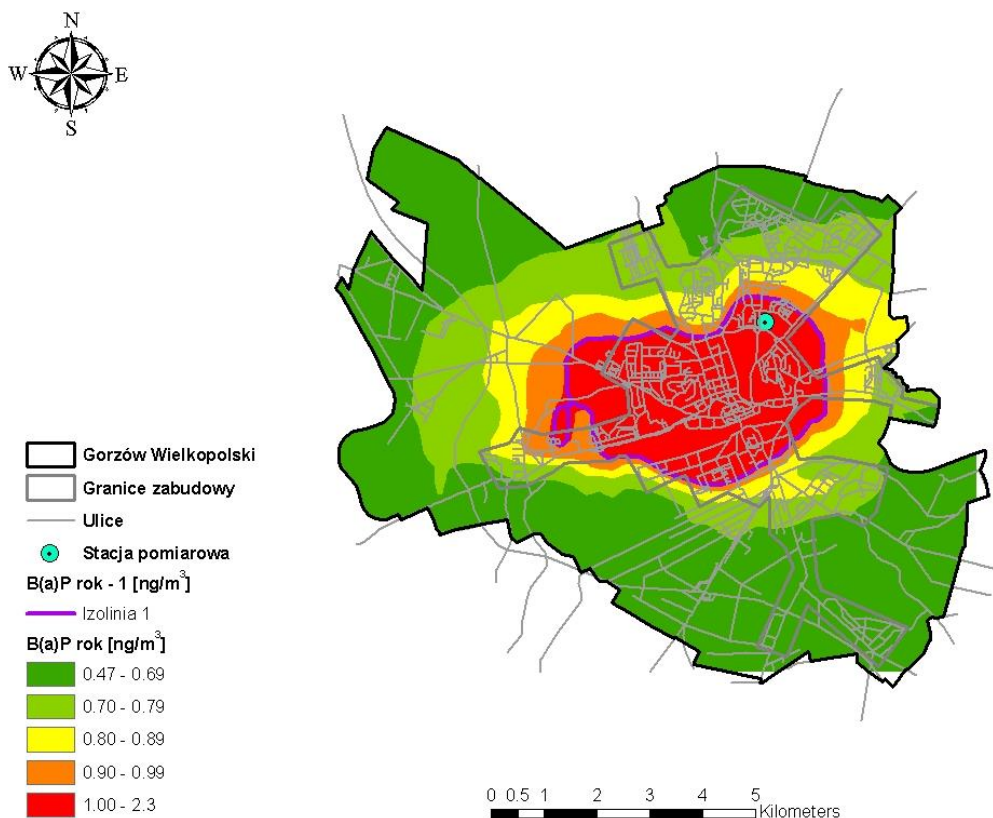 N
W E
S
Gorzów Wielkopolski
Granice zabudowy
Ulice
Stacja pomiarowa
B(a)P rok - 1 [ng/m³]
Izolinia 1
B(a)P rok [ng/m³]
0.47 - 0.69
0.70 - 0.79
0.80 - 0.89
0.90 - 0.99
1.00 - 2.3
0 0.5 1 2 3 4 5
Kilometers